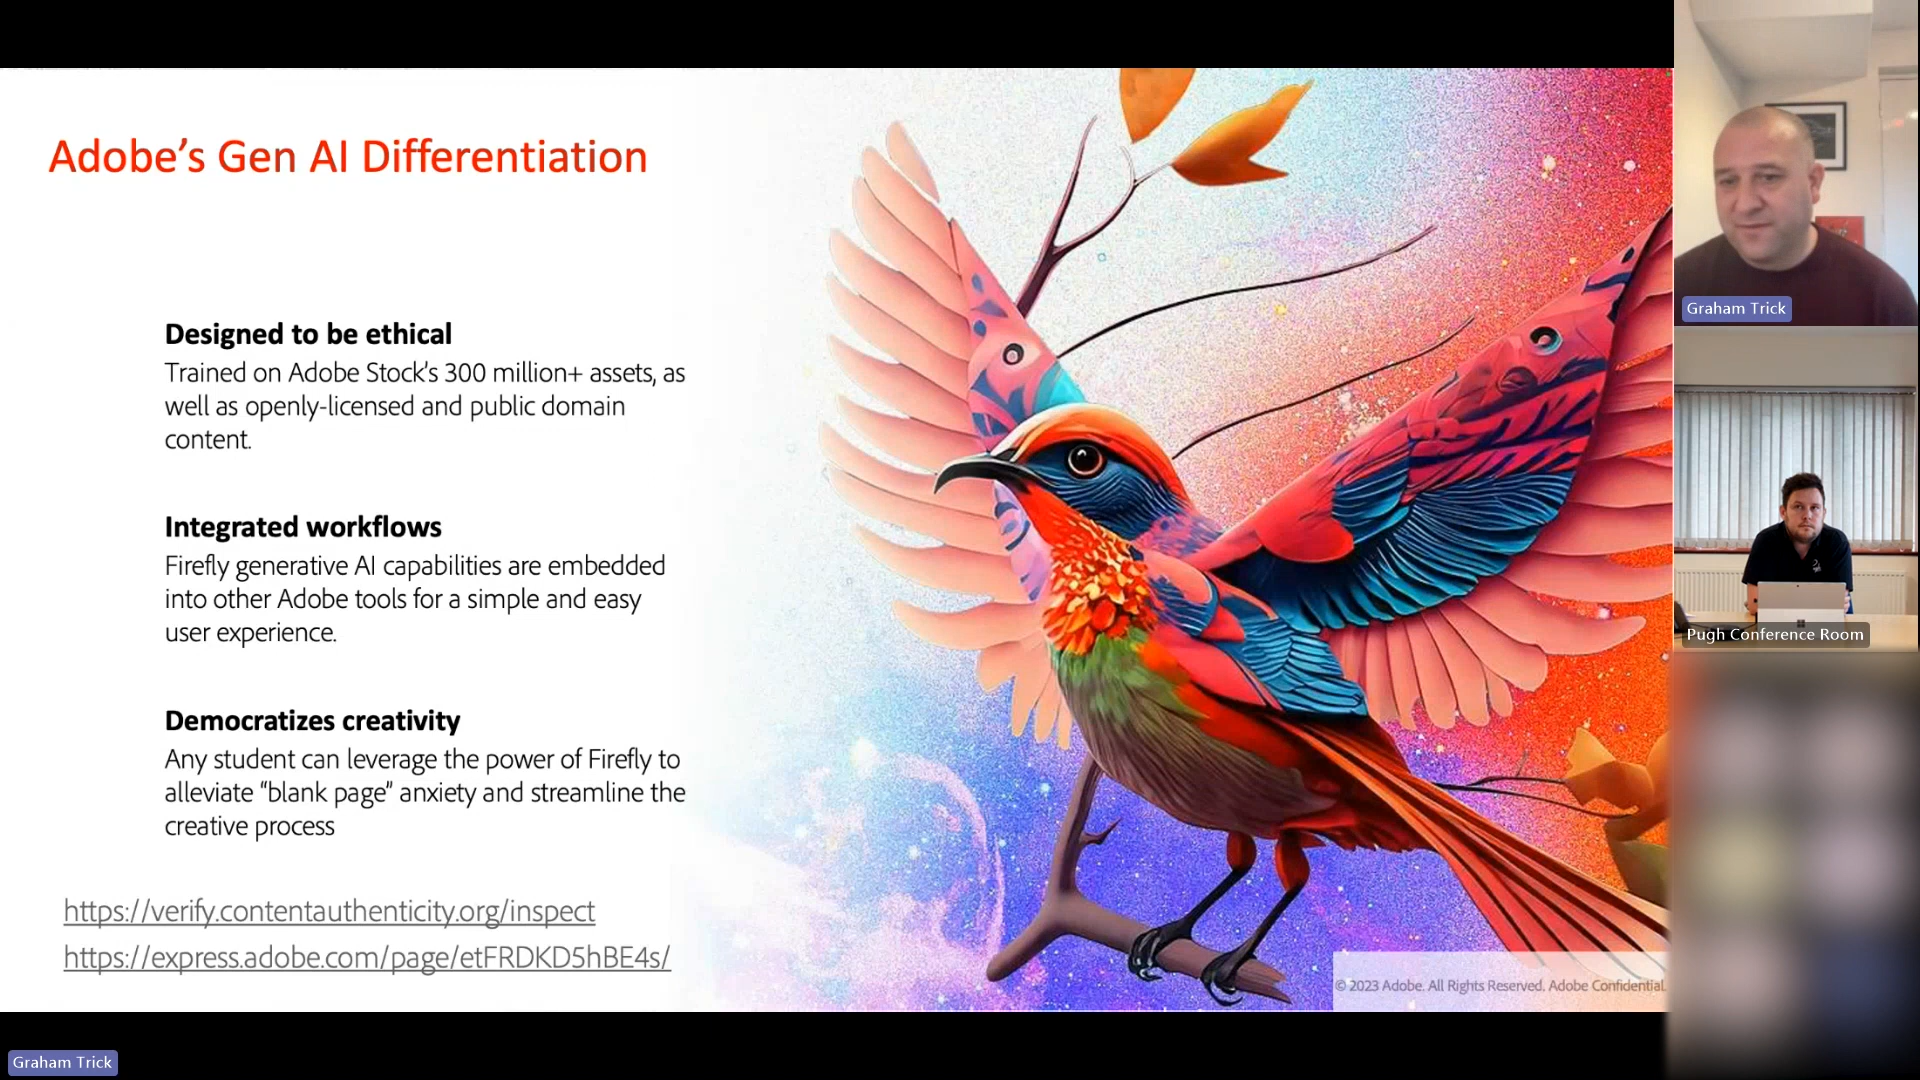 Adobe’s Gen AI Differentiation
Designed to be ethical
Trained on Adobe Stock’s 300 million+ assets, as
well as openly-licensed and public domain
content.
Integrated workflows
Firefly generative AI capabilities are embedded
into other Adobe tools for a simple and easy
user experience.
Democratizes creativity
Any student can leverage the power of Firefly to
alleviate “blank page” anxiety and streamline the
creative process
https://verify.contentauthenticity.org/inspect
https://express.adobe.com/page/etFRDKD5hBE4s/
© 2023 Adobe. All Rights Reserved. Adobe Confidential.
Graham Trick
Pugh Conference Room
Graham Trick